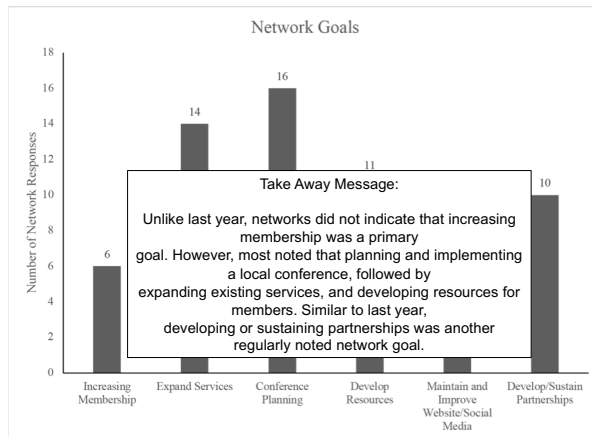 Network Goals
18
16
14
12
10
8
6
4
2
0
Number of Network Responses
6
14
16
11
10
Take Away Message:
Unlike last year, networks did not indicate that increasing
membership was a primary
goal. However, most noted that planning and implementing
a local conference, followed by
expanding existing services, and developing resources for
members. Similar to last year,
developing or sustaining partnerships was another
regularly noted network goal.
Increasing
Membership
Expand Services
Conference
Planning
Develop
Resources
Maintain and
Improve
Website/Social
Media
Develop/Sustain
Partnerships